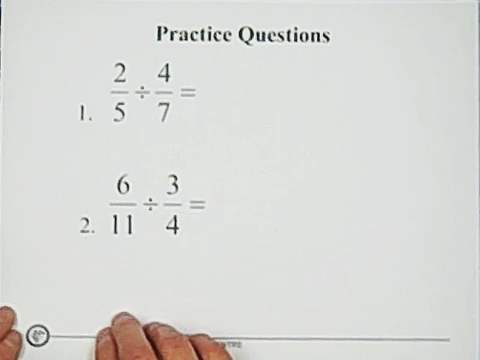 Practice Questions
1. 2/5 ÷ 4/7 =
2. 6/11 ÷ 3/4 =